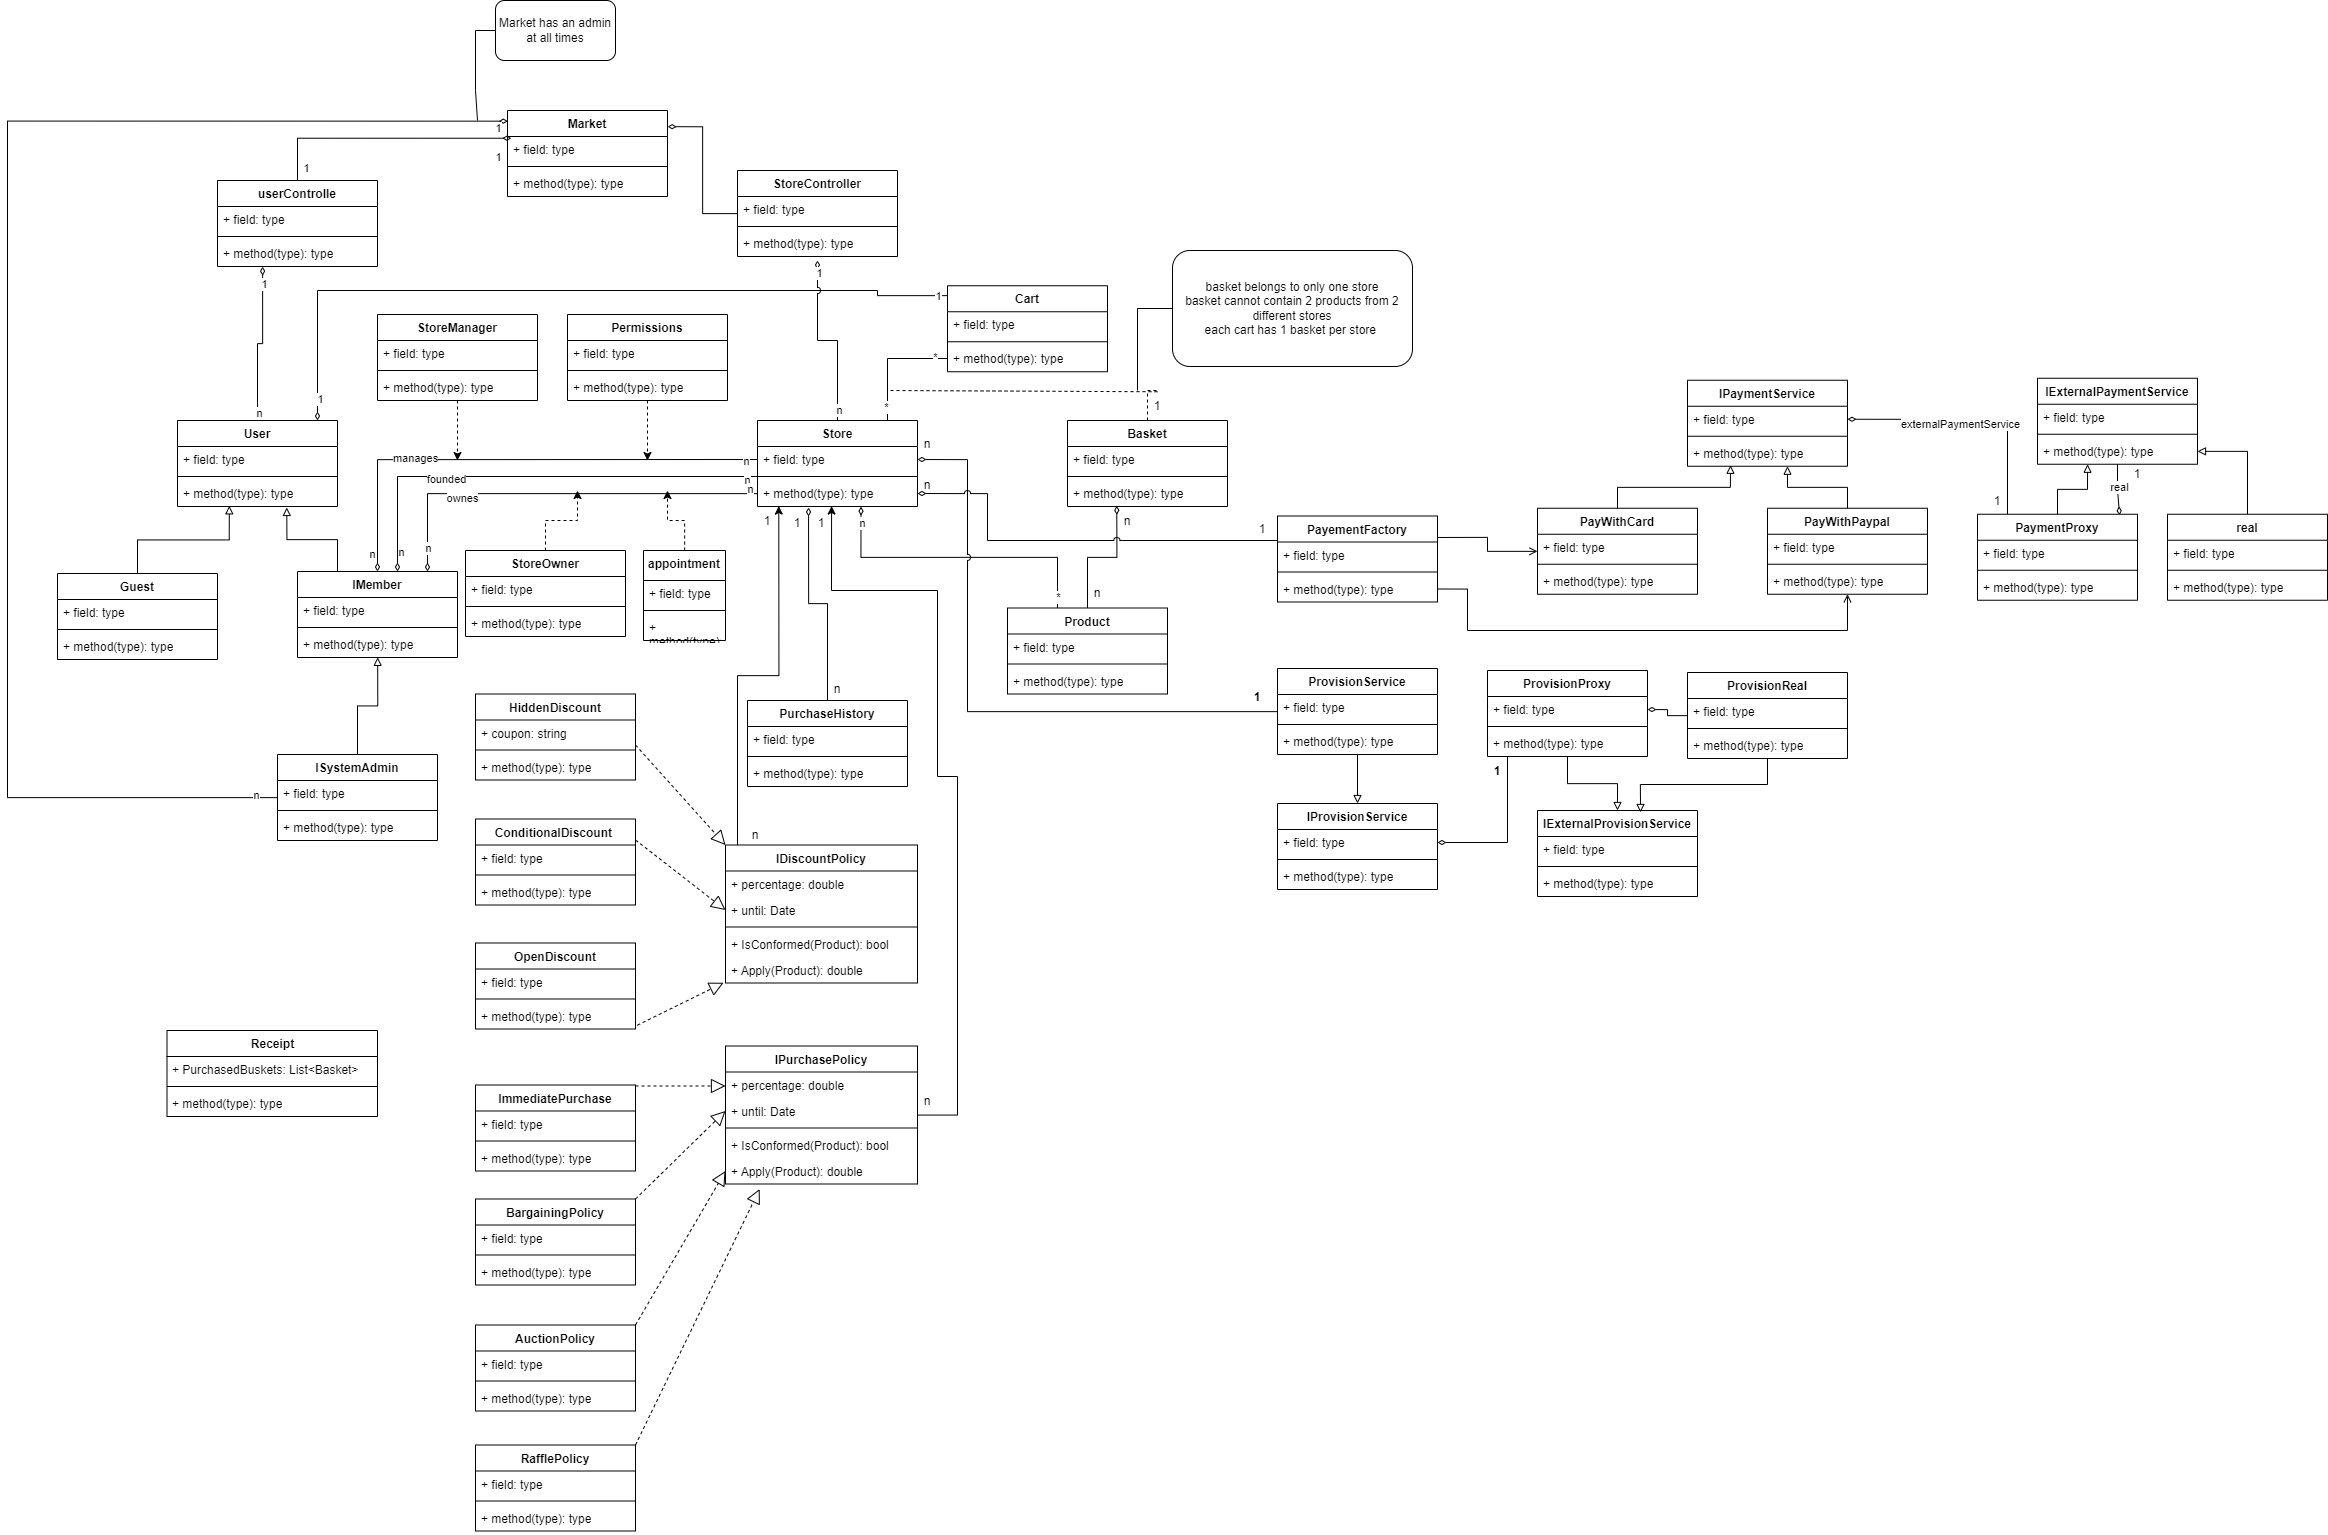 Market has an admin
at all times
Market
+ field: type
+ method(type): type
1
1
1
userControlle
+ field: type
+ method(type): type
1
n
StoreController
+ field: type
+ method(type): type
1
n
Cart
+ field: type
+ method(type): type
1
*
*
1
basket belongs to only one store
basket cannot contain 2 products from 2
different stores
each cart has 1 basket per store
StoreManager
+ field: type
+ method(type): type
Permissions
+ field: type
+ method(type): type
User
+ field: type
+ method(type): type
manages
founded
ownes
n
n
n
n
n
n
Store
+ field: type
+ method(type): type
n
n
1
1
1
n
Basket
+ field: type
+ method(type): type
1
n
n
*
IPaymentService
+ field: type
+ method(type): type
externalPaymentService
1
IExternalPaymentService
+ field: type
+ method(type): type
1
real
PayementFactory
+ field: type
+ method(type): type
1
PayWithCard
+ field: type
+ method(type): type
PayWithPaypal
+ field: type
+ method(type): type
PaymentProxy
+ field: type
+ method(type): type
real
+ field: type
+ method(type): type
Guest
+ field: type
+ method(type): type
IMember
+ field: type
+ method(type): type
StoreOwner
+ field: type
+ method(type): type
appointment
+ field: type
+
method(type):
Product
+ field: type
+ method(type): type
ProvisionService
+ field: type
+ method(type): type
1
ProvisionProxy
+ field: type
+ method(type): type
1
ProvisionReal
+ field: type
+ method(type): type
HiddenDiscount
+ coupon: string
+ method(type): type
n
PurchaseHistory
+ field: type
+ method(type): type
ISystemAdmin
+ field: type
+ method(type): type
n
IProvisionService
+ field: type
+ method(type): type
IExternalProvisionService
+ field: type
+ method(type): type
ConditionalDiscount
+ field: type
+ method(type): type
n
IDiscountPolicy
+ percentage: double
+ until: Date
+ IsConformed(Product): bool
+ Apply(Product): double
OpenDiscount
+ field: type
+ method(type): type
Receipt
+ PurchasedBuskets: List<Basket>
+ method(type): type
IPurchasePolicy
+ percentage: double
+ until: Date
+ IsConformed(Product): bool
+ Apply(Product): double
n
ImmediatePurchase
+ field: type
+ method(type): type
BargainingPolicy
+ field: type
+ method(type): type
AuctionPolicy
+ field: type
+ method(type): type
RafflePolicy
+ field: type
+ method(type): type